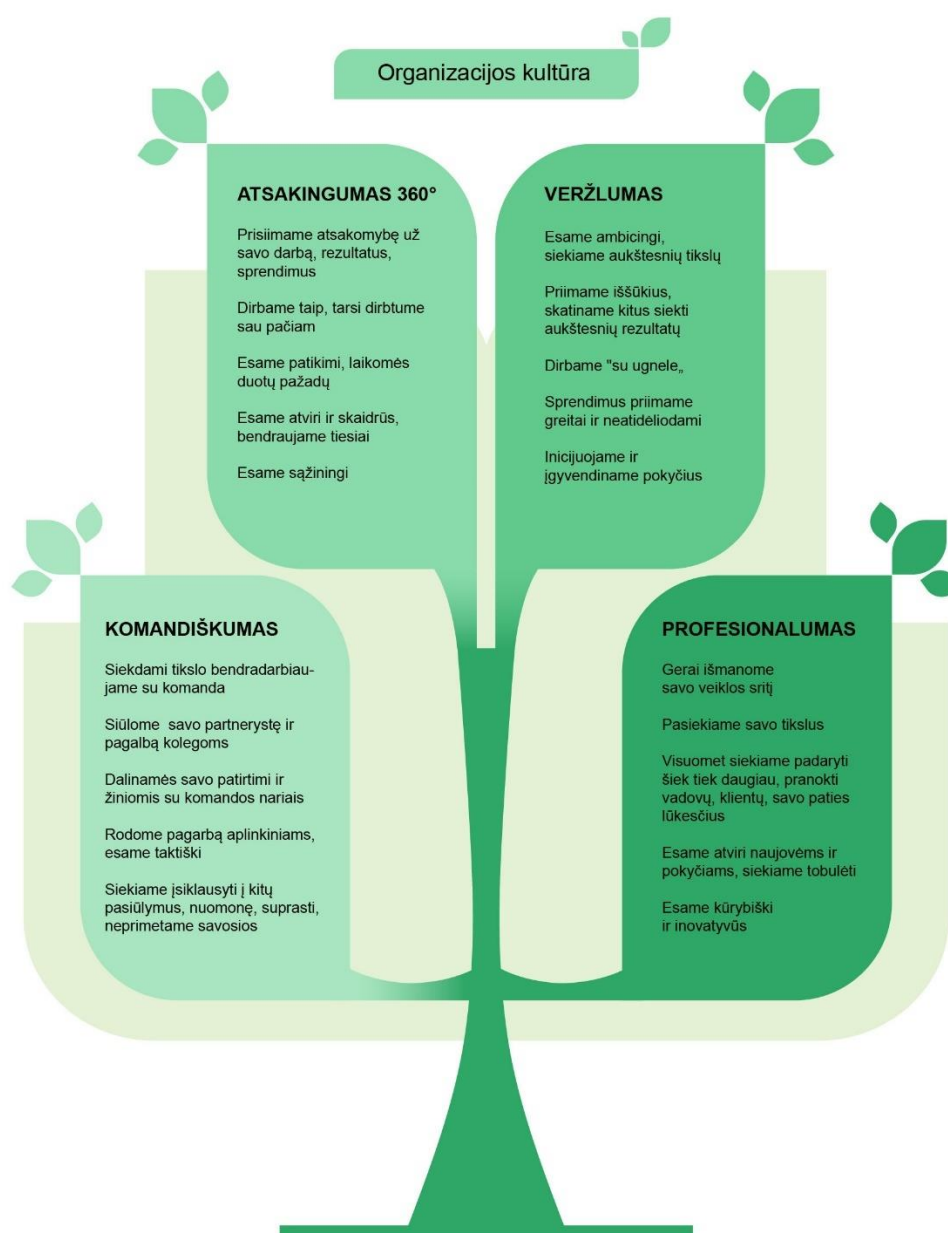 Organizacijos kultūra
ATSAKINGUMAS 360°
Prisiimame atsakomybę už
savo darbą, rezultatus,
sprendimus
Dirbame taip, tarsi dirbtume
sau pačiam
Esame patikimi, laikomės
duotų pažadų
Esame atviri ir skaidrūs,
bendraujame tiesiai
Esame sąžiningi
VERŽLUMAS
Esame ambicingi,
siekiame aukštesnių tikslų
Priimame iššūkius,
skatiname kitus siekti
aukštesnių rezultatų
Dirbame "su ugnele„
Sprendimus priimame
greitai ir neatidėliodami
Inicijuojame ir
įgyvendiname pokyčius
KOMANDIŠKUMAS
Siekdami tikslo bendradarbiau-
jame su komanda
Siūlome  savo partnerystę ir
pagalbą kolegoms
Dalinamės savo patirtimi ir
žiniomis su komandos nariais
Rodome pagarbą aplinkiniams,
esame taktiški
Siekiame įsiklausyti į kitų
pasiūlymus, nuomonę, suprasti,
neprimetame savosios
PROFESIONALUMAS
Gerai išmanome
savo veiklos sritį
Pasiekiame savo tikslus
Visuomet siekiame padaryti
šiek tiek daugiau, pranokti
vadovų, klientų, savo paties
lūkesčius
Esame atviri naujovėms ir
pokyčiams, siekiame tobulėti
Esame kūrybiški
ir inovatyvūs